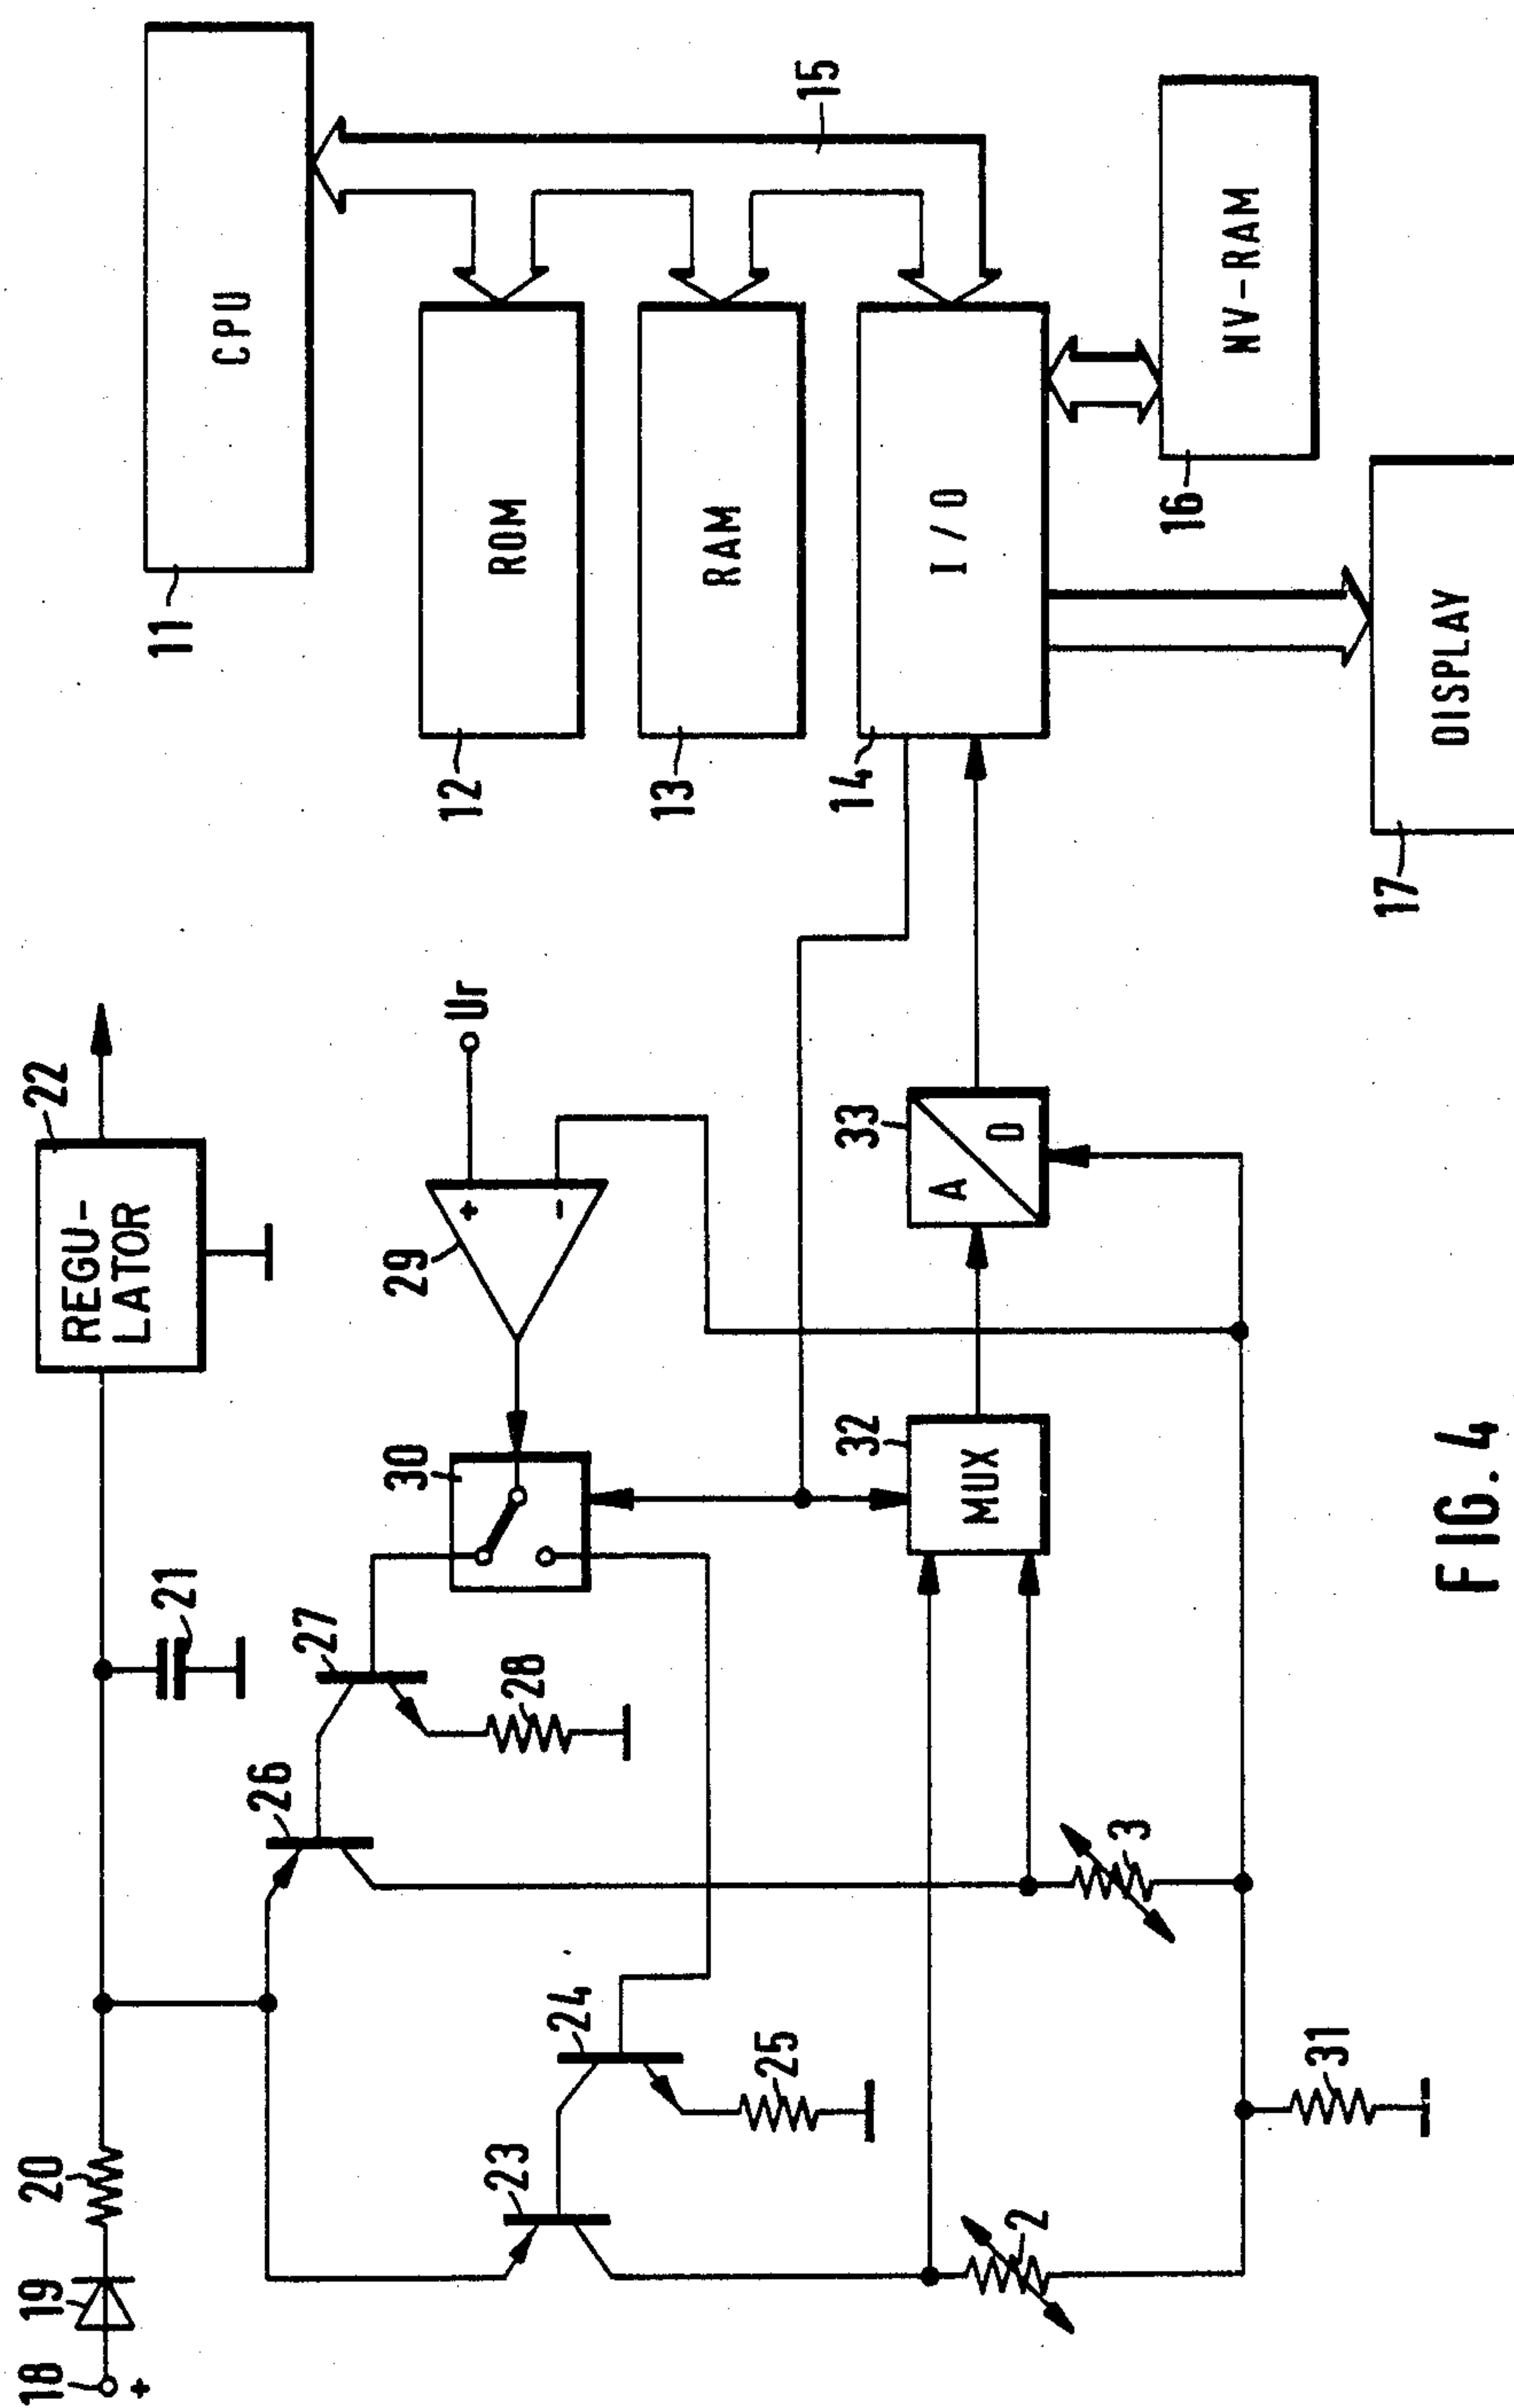 18
+
19
20
21
22
REGU-
LATOR
23
24
25
26
27
28
29
+
-
Ur
30
31
2
3
32
MUX
33
A
D
11
CPU
12
ROM
13
RAM
14
I/O
15
16
NV-RAM
17
DISPLAY
FIG. 4